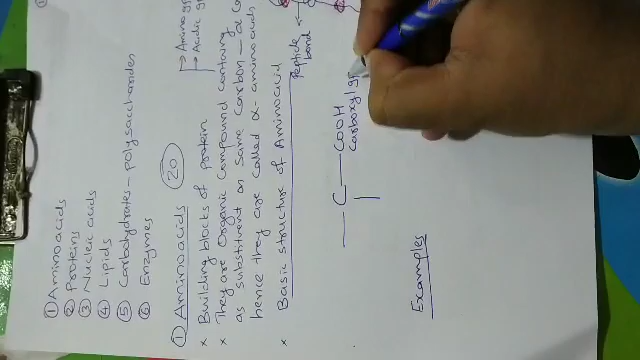 ① Aminoacids
② Proteins
③ Nucleic acids
④ Lipids
⑤ Carbohydrates - polysaccharides
⑥ Enzymes
① Aminoacids 20
→ Amino g
→ Acidic g
× Building blocks of protein
× They are Organic Compound containing
as substituent on same carbon - α
hence they are called α- aminoacids
× Basic structure of Aminoacid
Peptide
bond
— C — COOH
Carboxyl g
Examples